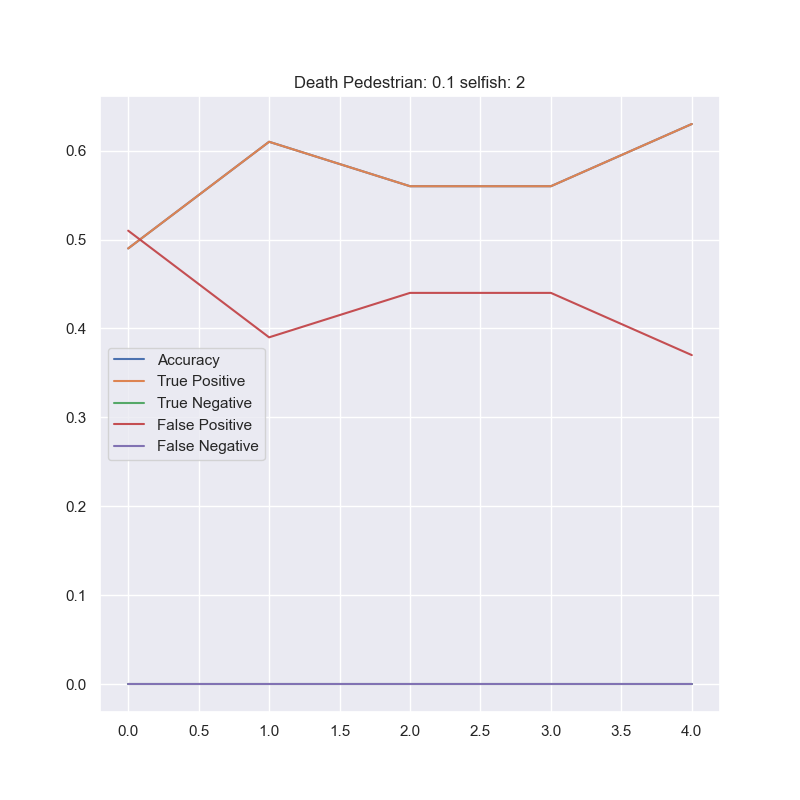 Death Pedestrian: 0.1 selfish: 2
0.6
0.5
0.4
0.3
0.2
0.1
0.0
Accuracy
True Positive
True Negative
False Positive
False Negative
0.0 0.5 1.0 1.5 2.0 2.5 3.0 3.5 4.0